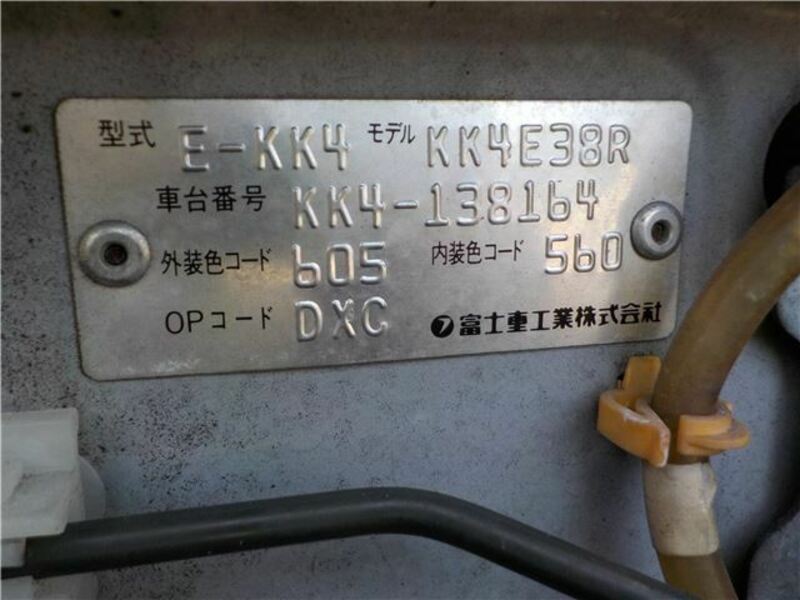 型式 E-KK4 モデル KK4E38R
車台番号 KK4-138164
外装色コード 605 内装色コード 560
OPコード DXC フ富士重工業株式会社